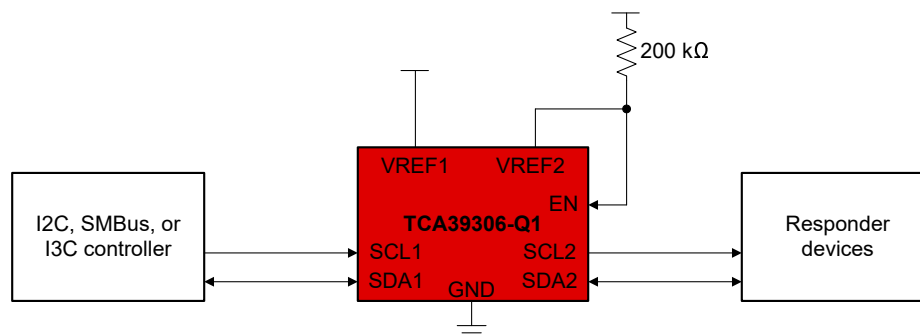 200 kΩ
VREF1
VREF2
EN
I2C, SMBus, or
I3C controller
TCA39306-Q1
Responder
devices
SCL1
SCL2
SDA1
SDA2
GND